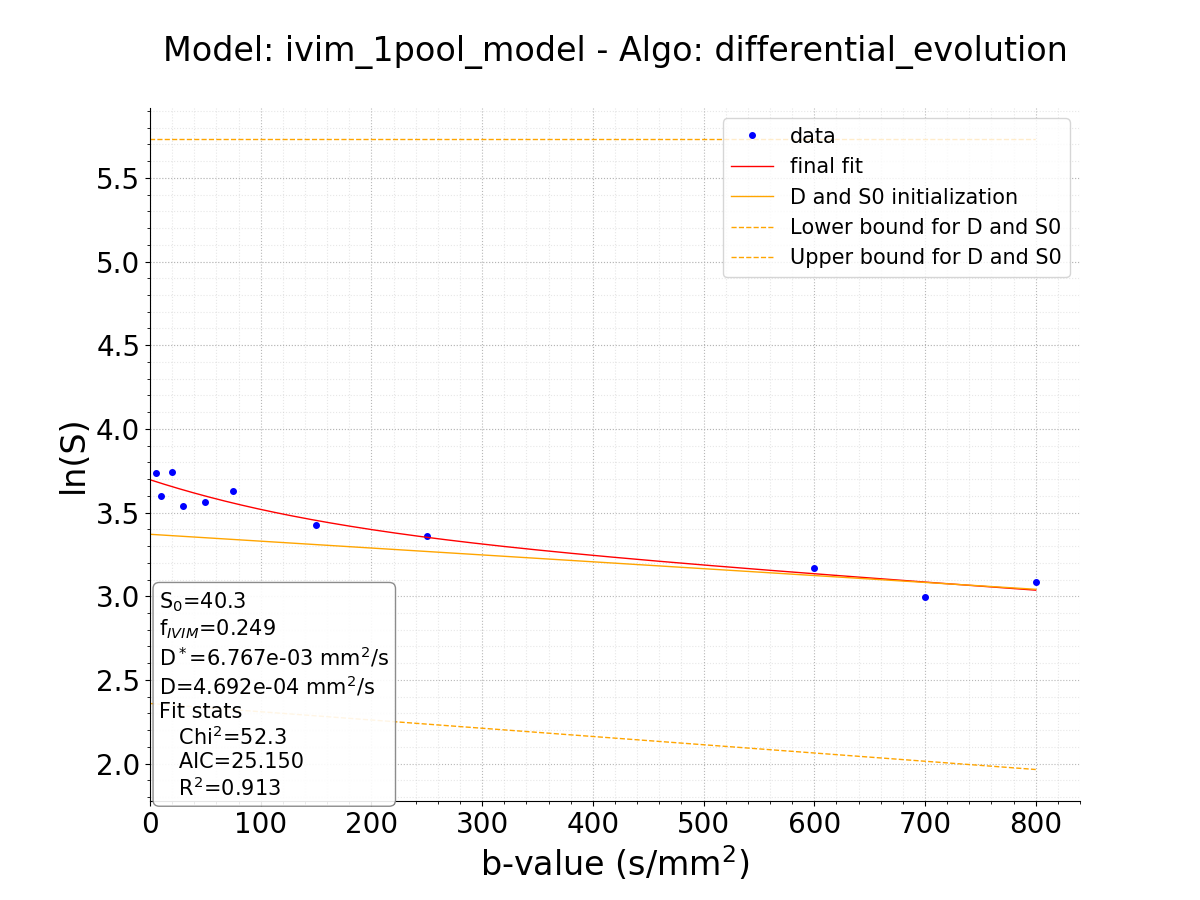 Model: ivim_1pool_model - Algo: differential_evolution
data
final fit
D and S0 initialization
Lower bound for D and S0
Upper bound for D and S0
5.5
5.0
4.5
4.0
3.5
3.0
2.5
2.0
ln(S)
S₀=40.3
f_IVIM=0.249
D*=6.767e-03 mm²/s
D=4.692e-04 mm²/s
Fit stats
Chi²=52.3
AIC=25.150
R²=0.913
0 100 200 300 400 500 600 700 800
b-value (s/mm²)